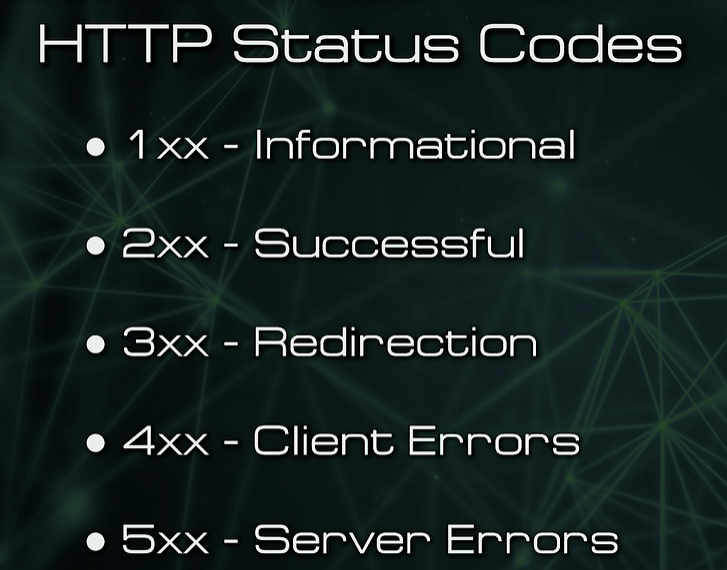 HTTP Status Codes
• 1xx - Informational
• 2xx - Successful
• 3xx - Redirection
• 4xx - Client Errors
• 5xx - Server Errors